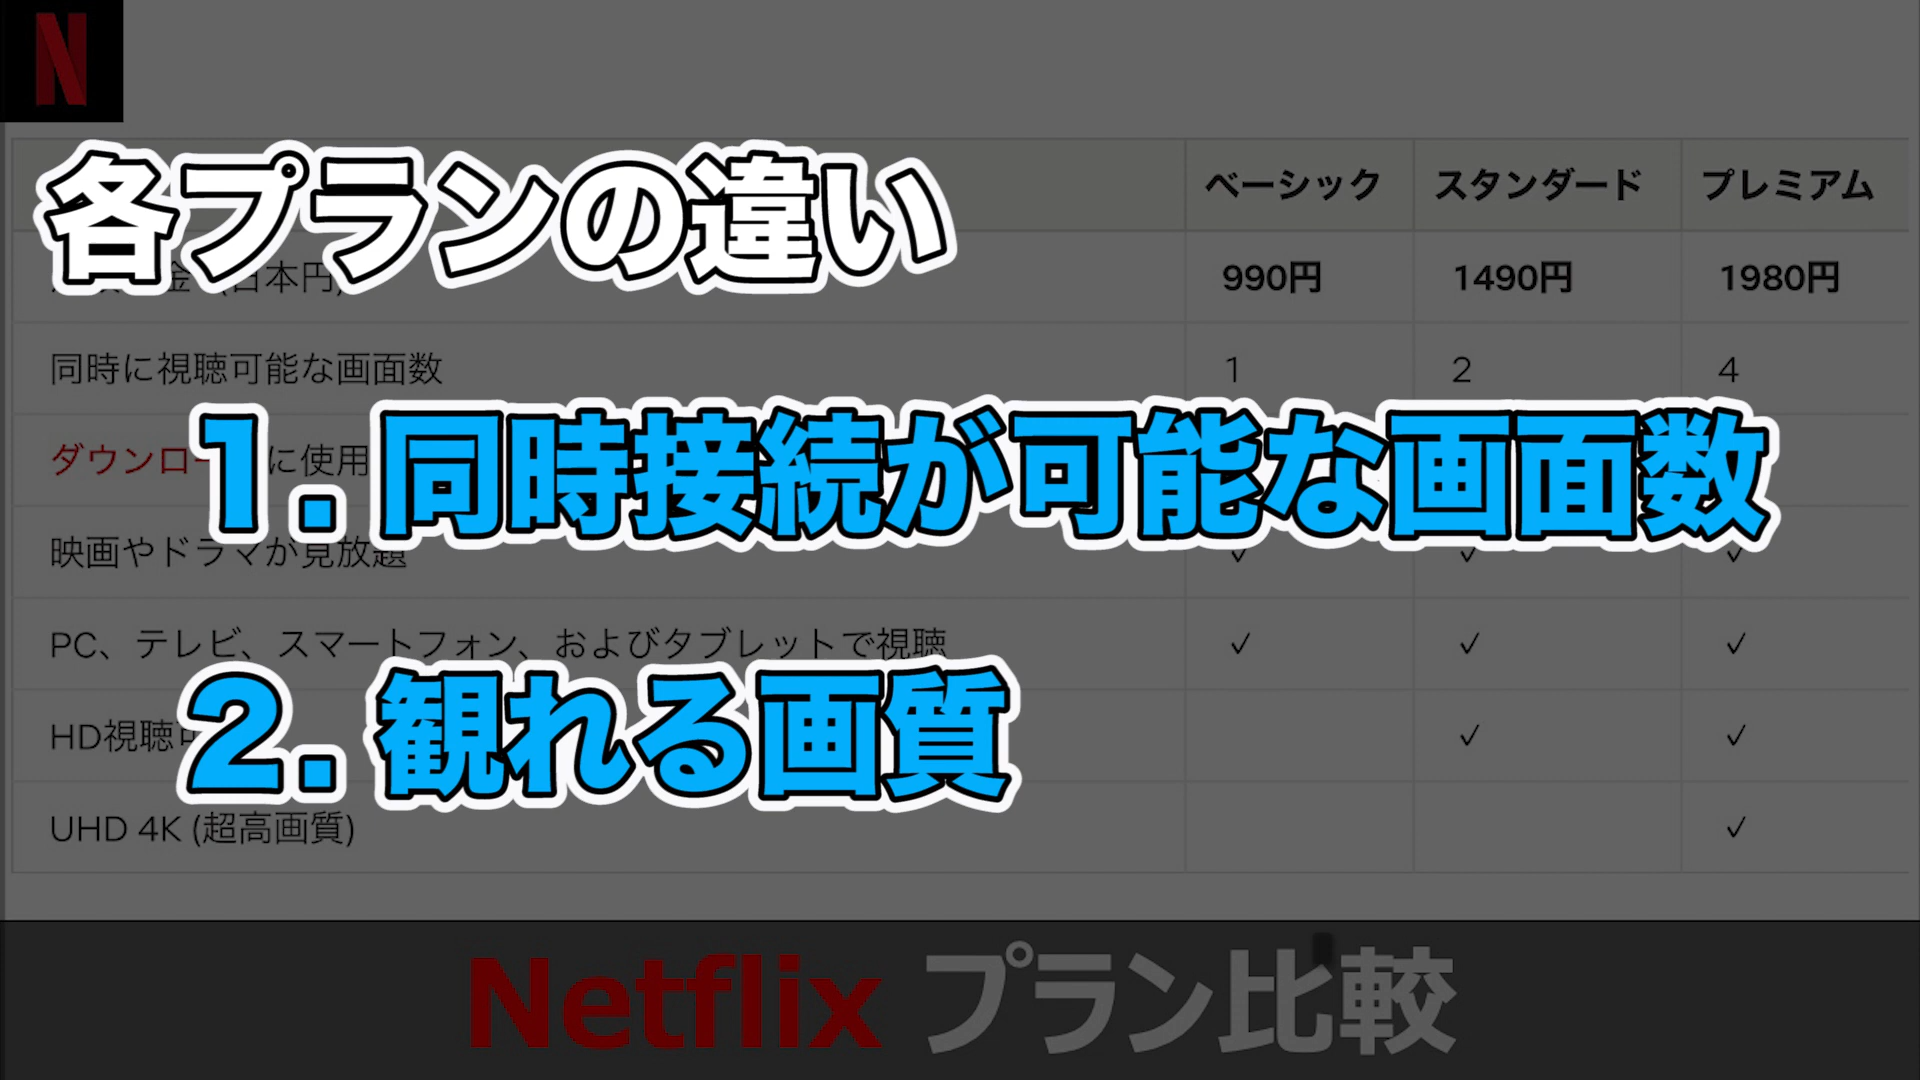 N
各プランの違い
ベーシック スタンダード プレミアム
金 (日本円) 990円 1490円 1980円
同時に視聴可能な画面数 1 2 4
1. 同時接続が可能な画面数
ダウンロー に使用
映画やドラマが見放題 ✓ ✓ ✓
PC、テレビ、スマートフォン、およびタブレットで視聴 ✓ ✓ ✓
2. 観れる画質
HD視聴 ✓ ✓
UHD 4K (超高画質) ✓
Netflix プラン比較